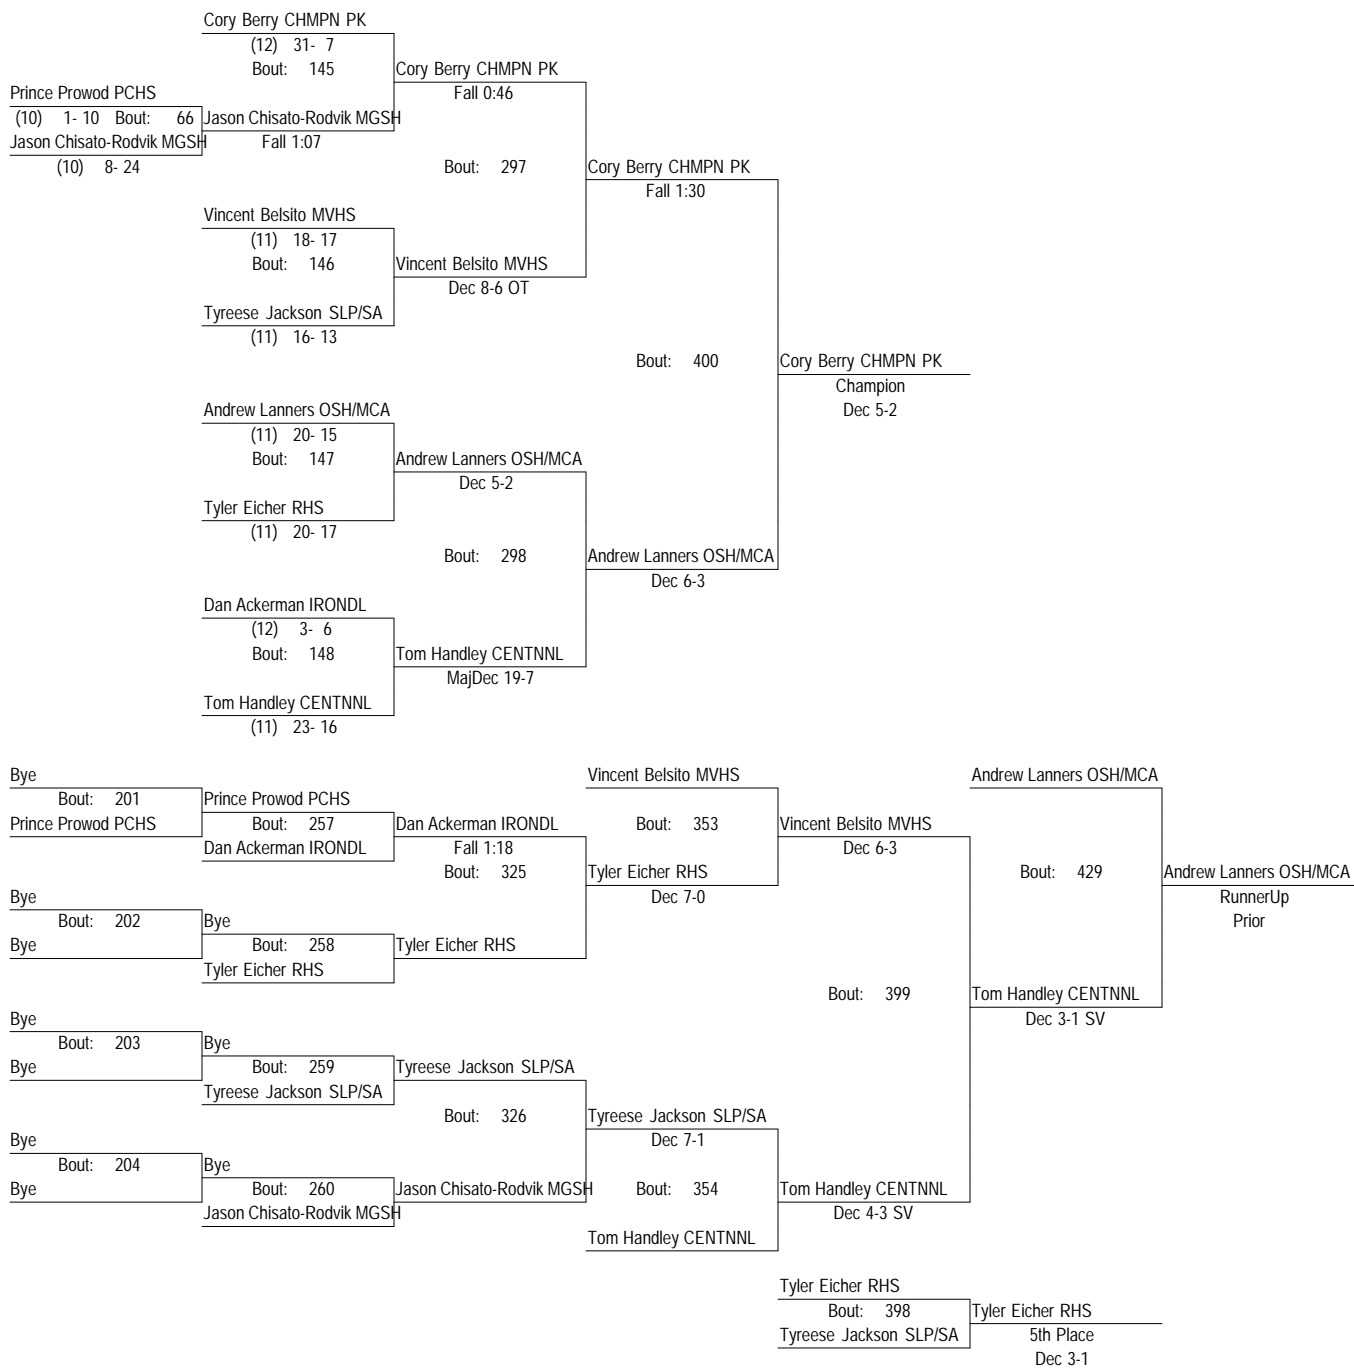 Cory Berry CHMPN PK
(12) 31- 7
Bout: 145
Cory Berry CHMPN PK
Fall 0:46
Prince Prowod PCHS
(10) 1- 10 Bout: 66
Jason Chisato-Rodvik MGSH
Jason Chisato-Rodvik MGSH
Fall 1:07
(10) 8- 24
Bout: 297
Cory Berry CHMPN PK
Fall 1:30
Vincent Belsito MVHS
(11) 18- 17
Bout: 146
Vincent Belsito MVHS
Dec 8-6 OT
Tyreese Jackson SLP/SA
(11) 16- 13
Bout: 400
Cory Berry CHMPN PK
Champion
Dec 5-2
Andrew Lanners OSH/MCA
(11) 20- 15
Bout: 147
Andrew Lanners OSH/MCA
Dec 5-2
Tyler Eicher RHS
(11) 20- 17
Bout: 298
Andrew Lanners OSH/MCA
Dec 6-3
Dan Ackerman IRONDL
(12) 3- 6
Bout: 148
Tom Handley CENTNNL
MajDec 19-7
Tom Handley CENTNNL
(11) 23- 16
Bye
Bout: 201
Prince Prowod PCHS
Prince Prowod PCHS
Bout: 257
Dan Ackerman IRONDL
Dan Ackerman IRONDL
Fall 1:18
Bout: 325
Vincent Belsito MVHS
Bout: 353
Vincent Belsito MVHS
Dec 6-3
Tyler Eicher RHS
Dec 7-0
Andrew Lanners OSH/MCA
Bout: 429
Andrew Lanners OSH/MCA
RunnerUp
Prior
Bye
Bout: 202
Bye
Bye
Bout: 258
Tyler Eicher RHS
Tyler Eicher RHS
Bout: 399
Tom Handley CENTNNL
Dec 3-1 SV
Bye
Bout: 203
Bye
Bye
Bout: 259
Tyreese Jackson SLP/SA
Tyreese Jackson SLP/SA
Bout: 326
Tyreese Jackson SLP/SA
Dec 7-1
Bye
Bout: 204
Bye
Bye
Bout: 260
Jason Chisato-Rodvik MGSH
Jason Chisato-Rodvik MGSH
Bout: 354
Tom Handley CENTNNL
Dec 4-3 SV
Tom Handley CENTNNL
Tyler Eicher RHS
Bout: 398
Tyler Eicher RHS
Tyreese Jackson SLP/SA
5th Place
Dec 3-1